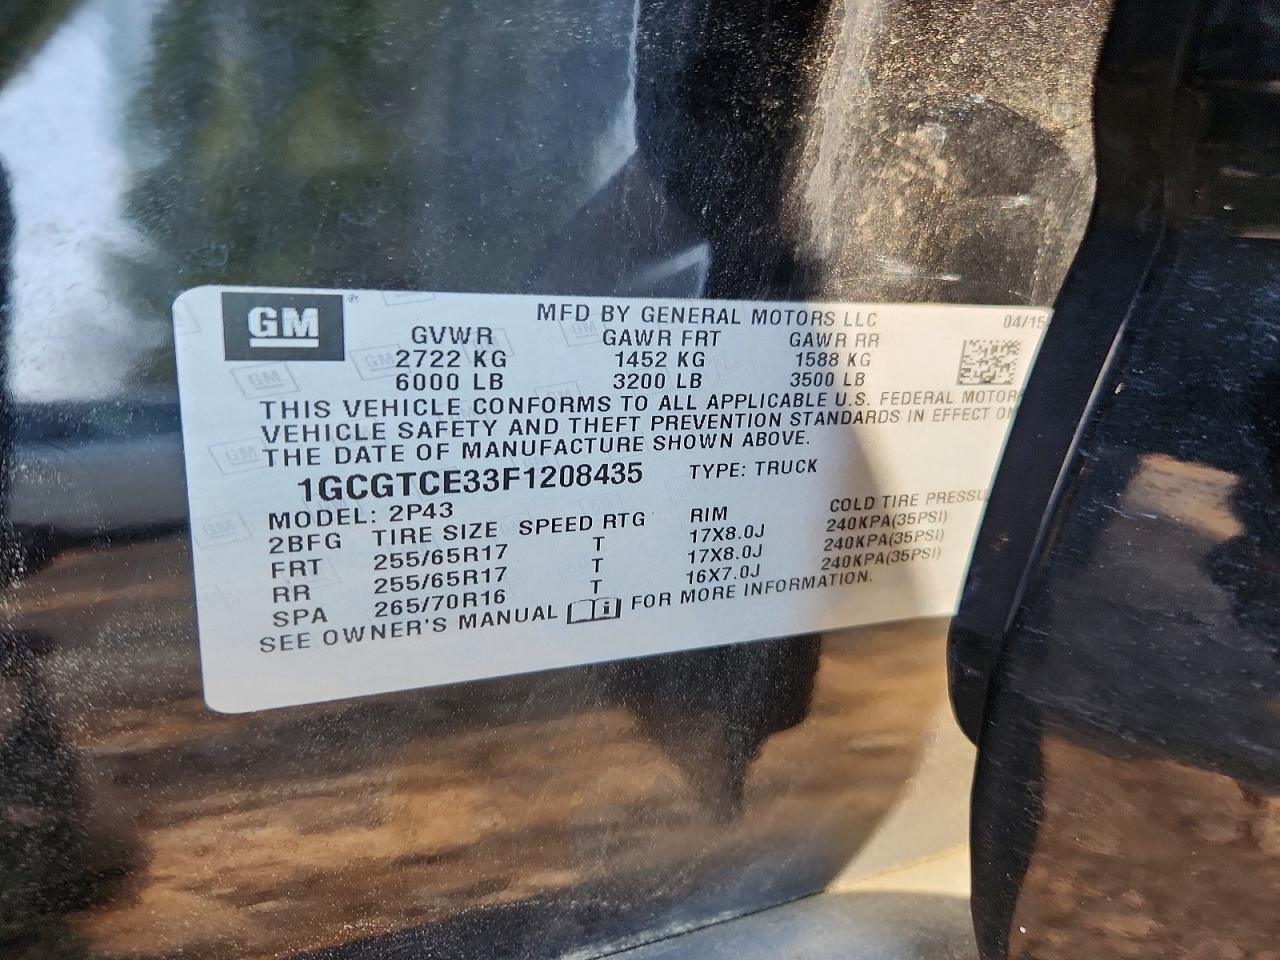 GM
MFD BY GENERAL MOTORS LLC 04/15
GVWR GAWR FRT GAWR RR
2722 KG 1452 KG 1588 KG
6000 LB 3200 LB 3500 LB
THIS VEHICLE CONFORMS TO ALL APPLICABLE U.S. FEDERAL MOTOR
VEHICLE SAFETY AND THEFT PREVENTION STANDARDS IN EFFECT ON
THE DATE OF MANUFACTURE SHOWN ABOVE.
1GCGTCE33F1208435 TYPE: TRUCK
MODEL: 2P43
2BFG TIRE SIZE SPEED RTG RIM COLD TIRE PRESSU
FRT 255/65R17 T 17X8.0J 240KPA(35PSI)
RR 255/65R17 T 17X8.0J 240KPA(35PSI)
SPA 265/70R16 T 16X7.0J 240KPA(35PSI)
SEE OWNER'S MANUAL i FOR MORE INFORMATION.